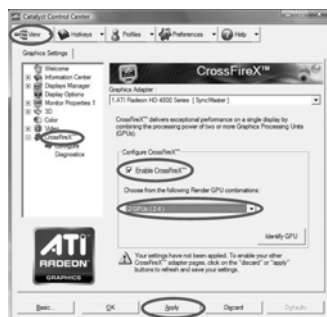 Catalyst Control Center
View Hotkeys Profiles Preferences Help
Graphics Settings
Welcome
Information Center
Displays Manager
Display Options
Monitor Properties 1
3D
Color
Video
CrossFireX™
Configure
Diagnostics
CrossFireX™
Graphics Adapter:
1.ATI Radeon HD 4800 Series [SyncMaster]
CrossFireX™ delivers exceptional performance on a single display by
combining the processing power of two or more Graphics Processing Units
(GPUs).
Configure CrossFireX™
Enable CrossFireX™
Choose from the following Render GPU combinations:
2 GPUs (2 4)
Identify GPU
Your settings have not been applied. To enable your other
CrossFireX™ adapter pages, click on the "discard" or "apply"
buttons to refresh and save your settings.
ATI
RADEON
GRAPHICS
Basic... OK Apply Discard Defaults